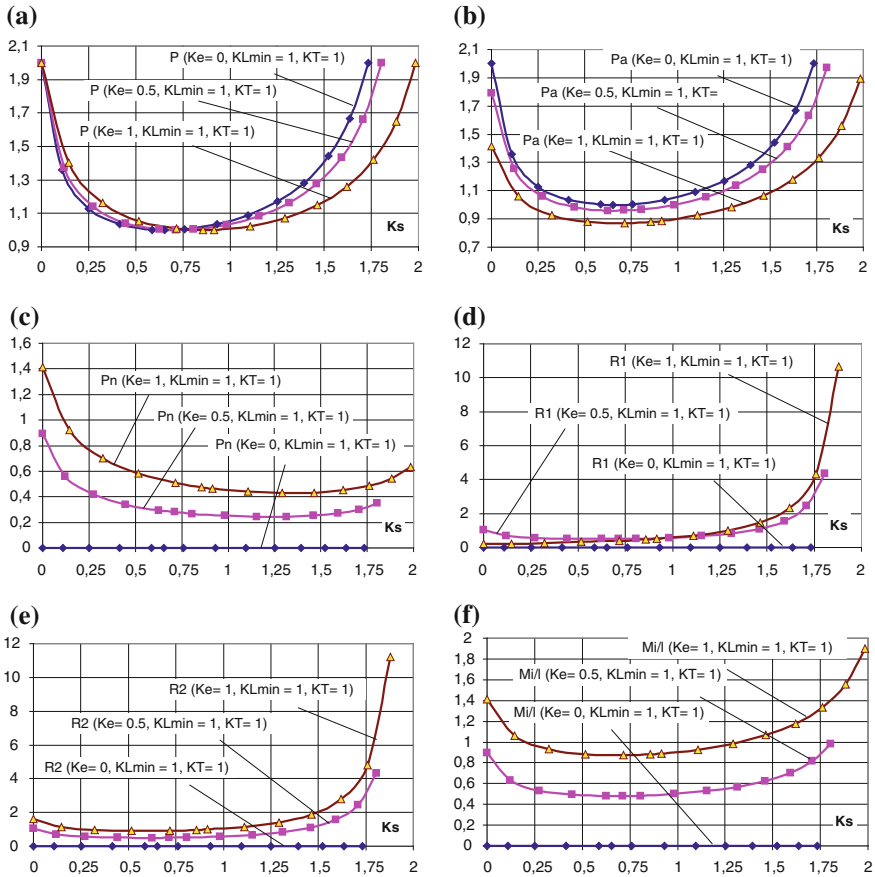 (a)
2,1
1,9
1,7
1,5
1,3
1,1
0,9
P (Ke= 0, KLmin = 1, KT= 1)
P (Ke= 0.5, KLmin = 1, KT= 1)
P (Ke= 1, KLmin = 1, KT= 1)
Ks
0 0,25 0,5 0,75 1 1,25 1,5 1,75 2
(b)
2,1
1,9
1,7
1,5
1,3
1,1
0,9
0,7
Pa (Ke= 0, KLmin = 1, KT= 1)
Pa (Ke= 0.5, KLmin = 1, KT=
Pa (Ke= 1, KLmin = 1, KT= 1)
Ks
0 0,25 0,5 0,75 1 1,25 1,5 1,75 2
(c)
1,6
1,4
1,2
1
0,8
0,6
0,4
0,2
0
Pn (Ke= 1, KLmin = 1, KT= 1)
Pn (Ke= 0.5, KLmin = 1, KT= 1)
Pn (Ke= 0, KLmin = 1, KT= 1)
Ks
0 0,25 0,5 0,75 1 1,25 1,5 1,75 2
(d)
12
10
8
6
4
2
0
R1 (Ke= 1, KLmin = 1, KT= 1)
R1 (Ke= 0.5, KLmin = 1, KT= 1)
R1 (Ke= 0, KLmin = 1, KT= 1)
Ks
0 0,25 0,5 0,75 1 1,25 1,5 1,75 2
(e)
12
10
8
6
4
2
0
R2 (Ke= 1, KLmin = 1, KT= 1)
R2 (Ke= 0.5, KLmin = 1, KT= 1)
R2 (Ke= 0, KLmin = 1, KT= 1)
Ks
0 0,25 0,5 0,75 1 1,25 1,5 1,75 2
(f)
2
1,8
1,6
1,4
1,2
1
0,8
0,6
0,4
0,2
0
Mi/l (Ke= 1, KLmin = 1, KT= 1)
Mi/l (Ke= 0.5, KLmin = 1, KT= 1)
Mi/l (Ke= 0, KLmin = 1, KT= 1)
Ks
0 0,25 0,5 0,75 1 1,25 1,5 1,75 2